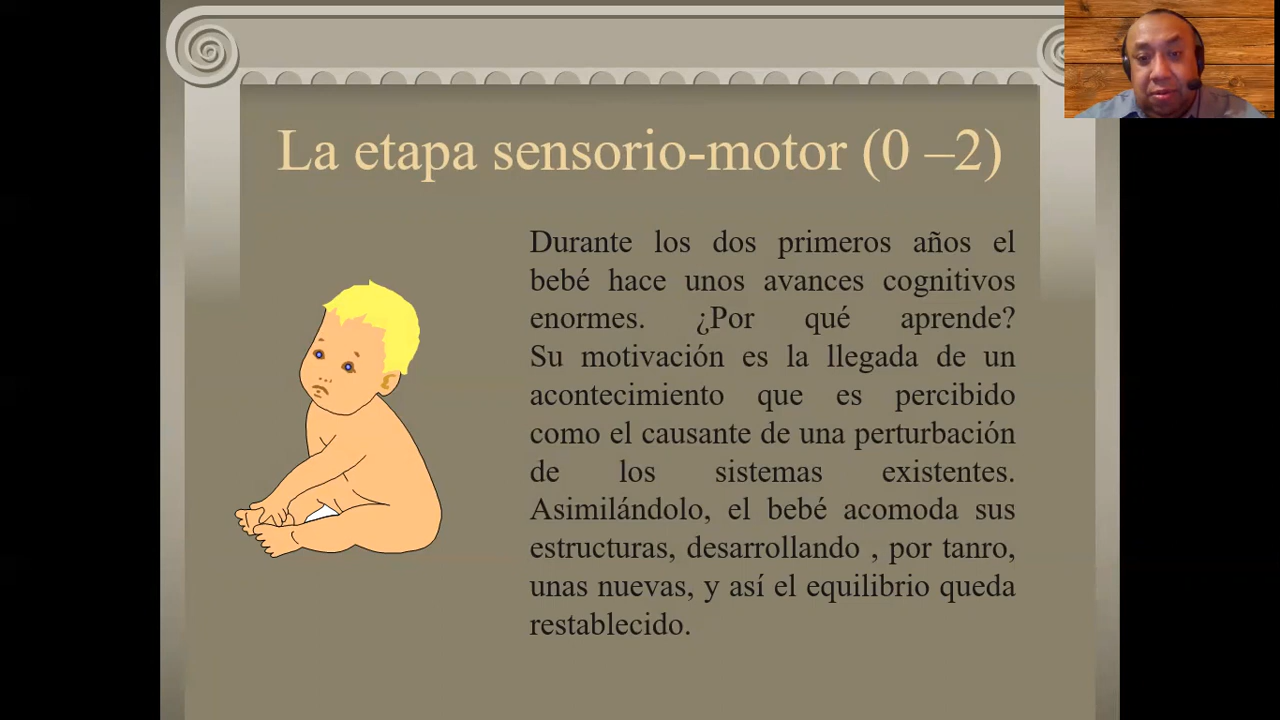 La etapa sensorio-motor (0 –2)
Durante los dos primeros años el
bebé hace unos avances cognitivos
enormes. ¿Por qué aprende?
Su motivación es la llegada de un
acontecimiento que es percibido
como el causante de una perturbación
de los sistemas existentes.
Asimilándolo, el bebé acomoda sus
estructuras, desarrollando , por tanro,
unas nuevas, y así el equilibrio queda
restablecido.